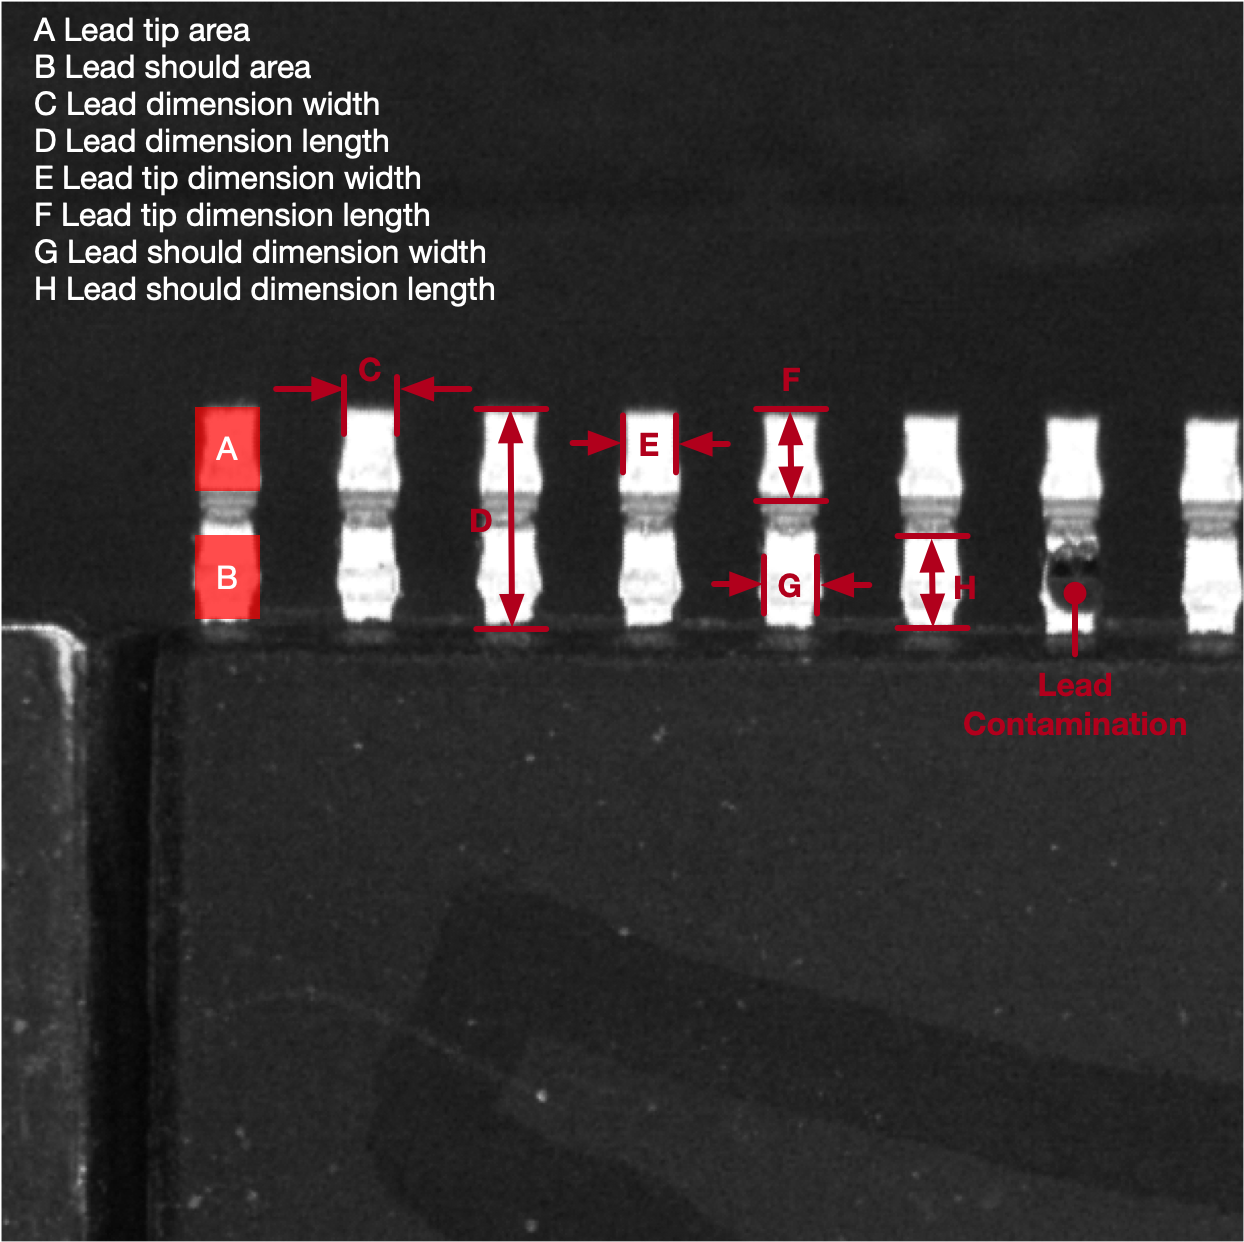 A Lead tip area
B Lead should area
C Lead dimension width
D Lead dimension length
E Lead tip dimension width
F Lead tip dimension length
G Lead should dimension width
H Lead should dimension length
C
F
A
E
D
B
G
H
Lead
Contamination